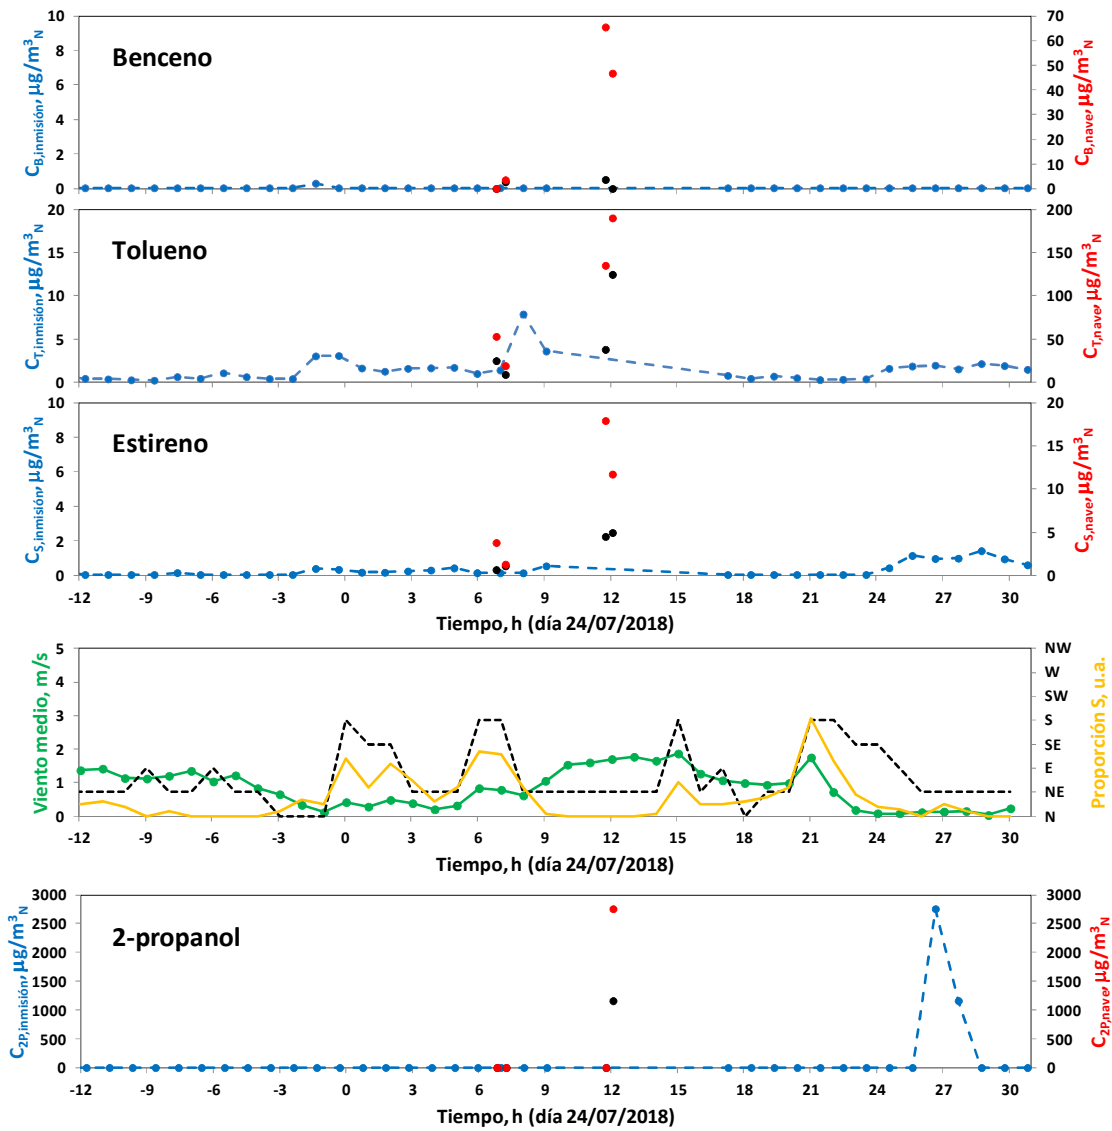 Benceno
C_B,inmisión, µg/m³_N
10
8
6
4
2
0
70
60
50
40
30
20
10
0
C_B,nave, µg/m³_N
Tolueno
C_T,inmisión, µg/m³_N
20
15
10
5
0
200
150
100
50
0
C_T,nave, µg/m³_N
Estireno
C_S,inmisión, µg/m³_N
10
8
6
4
2
0
20
15
10
5
0
C_S,nave, µg/m³_N
-12 -9 -6 -3 0 3 6 9 12 15 18 21 24 27 30
Tiempo, h (día 24/07/2018)
Viento medio, m/s
5
4
3
2
1
0
NW
W
SW
S
SE
E
NE
N
Proporción S, u.a.
-12 -9 -6 -3 0 3 6 9 12 15 18 21 24 27 30
Tiempo, h (día 24/07/2018)
2-propanol
C_2P,inmisión, µg/m³_N
3000
2500
2000
1500
1000
500
0
3000
2500
2000
1500
1000
500
0
C_2P,nave, µg/m³_N
-12 -9 -6 -3 0 3 6 9 12 15 18 21 24 27 30
Tiempo, h (día 24/07/2018)